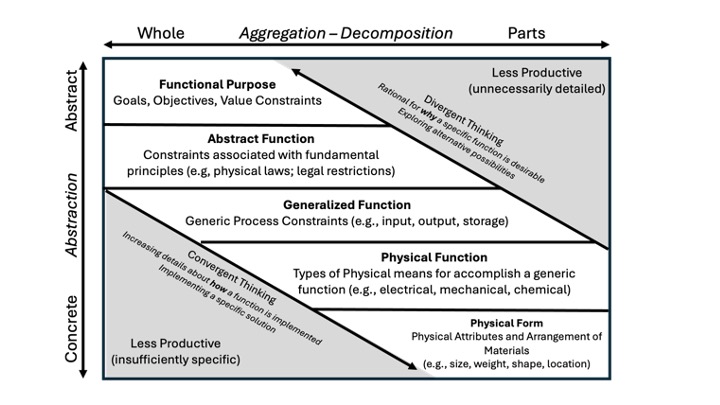 Whole Aggregation – Decomposition Parts
Abstract
Abstraction
Concrete
Less Productive
(unnecessarily detailed)
Functional Purpose
Goals, Objectives, Value Constraints
Divergent Thinking
Rational for why a specific function is desirable
Exploring alternative possibilities
Abstract Function
Constraints associated with fundamental
principles (e.g, physical laws; legal restrictions)
Generalized Function
Generic Process Constraints (e.g., input, output, storage)
Physical Function
Types of Physical means for accomplish a generic
function (e.g., electrical, mechanical, chemical)
Convergent Thinking
Increasing details about how a function is implemented
Implementing a specific solution
Physical Form
Physical Attributes and Arrangement of
Materials
(e.g., size, weight, shape, location)
Less Productive
(insufficiently specific)